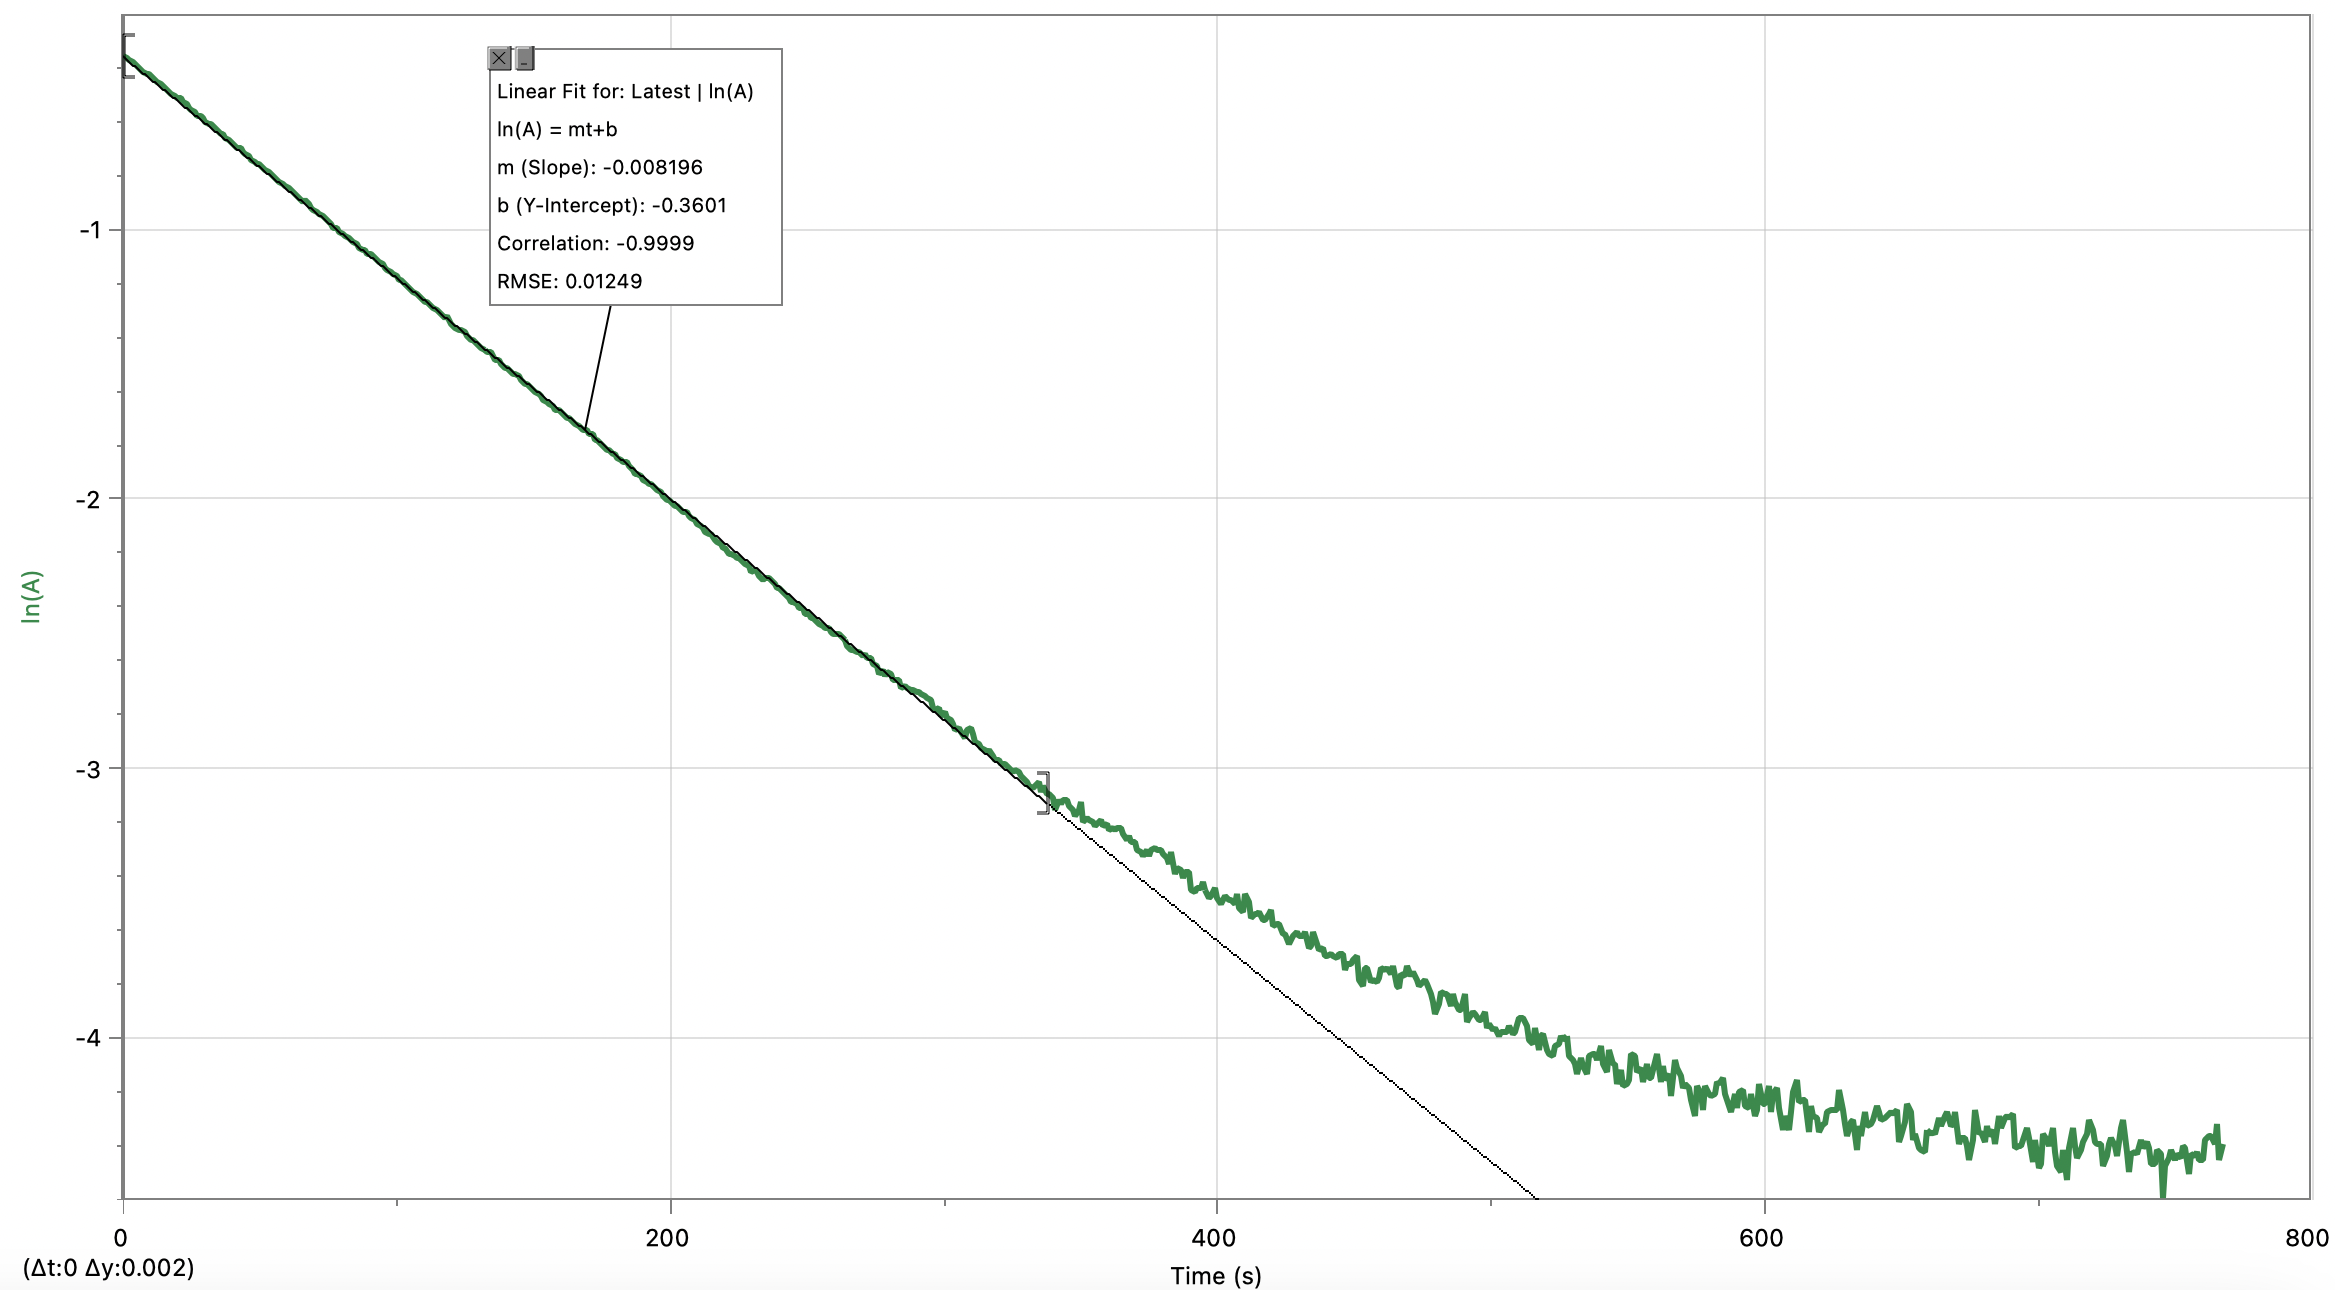 Linear Fit for: Latest | ln(A)
ln(A) = mt+b
m (Slope): -0.008196
b (Y-Intercept): -0.3601
Correlation: -0.9999
RMSE: 0.01249
-1
-2
ln(A)
-3
-4
0
200
400
600
800
(Δt:0 Δy:0.002)
Time (s)